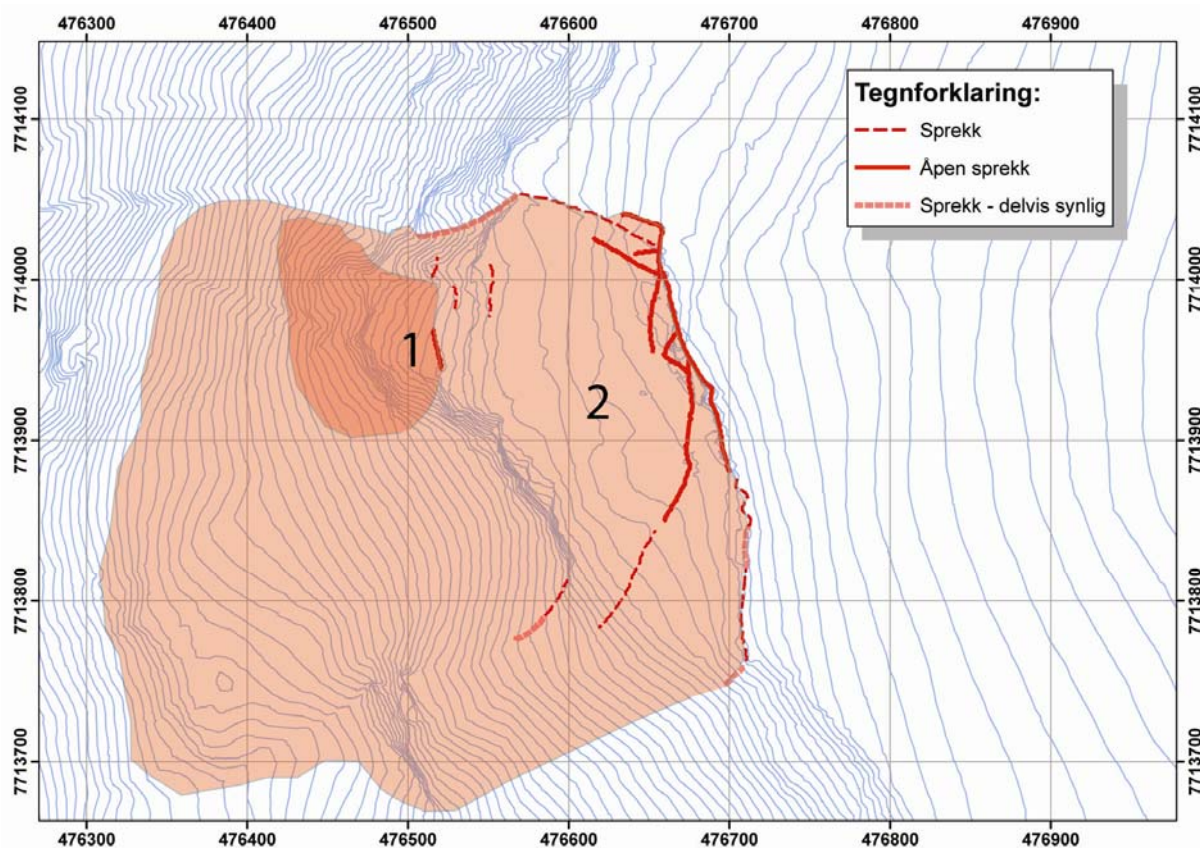 476300 476400 476500 476600 476700 476800 476900
Tegnforklaring:
Sprekk
Åpen sprekk
Sprekk - delvis synlig
7714100 7714100
7714000 7714000
1
2
7713900 7713900
7713800 7713800
7713700 7713700
476300 476400 476500 476600 476700 476800 476900